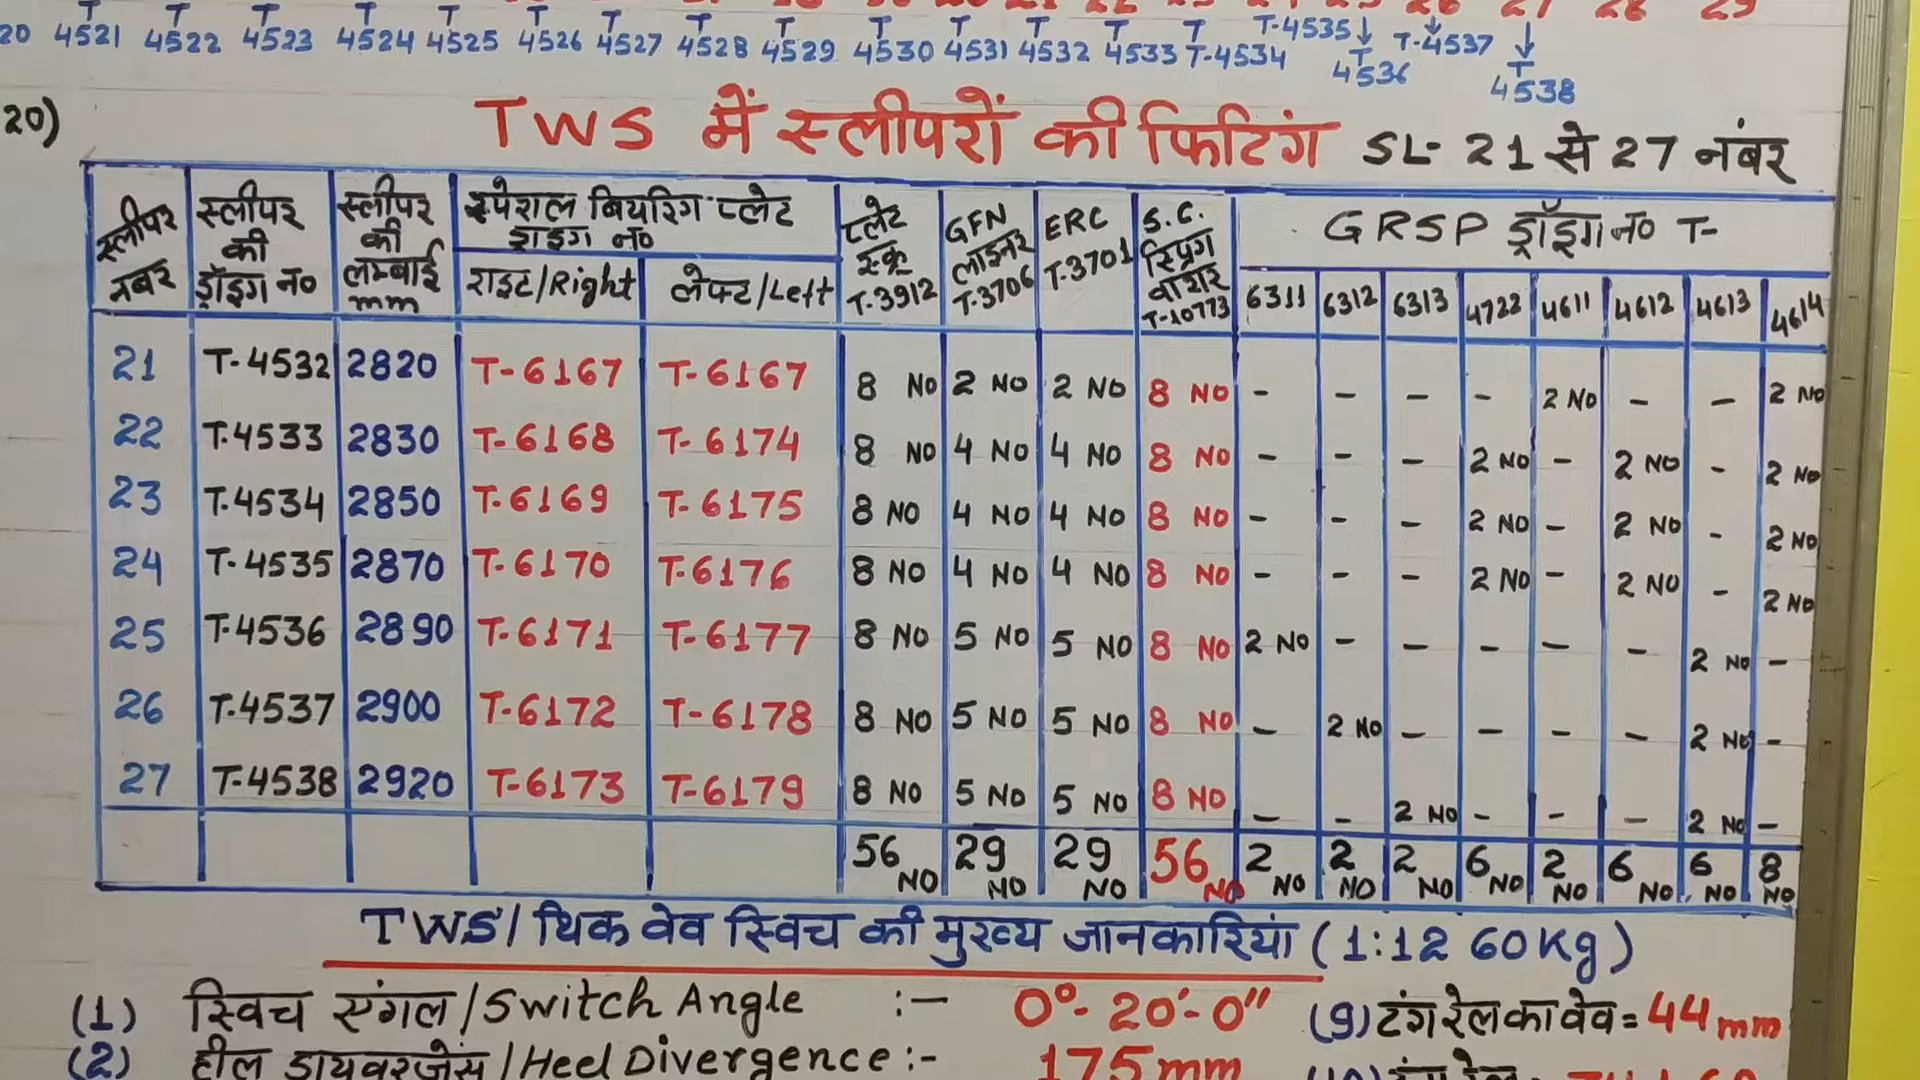 20 4521 4522 4523 4524 4525 4526 4527 4528 4529 4530 4531 4532 4533 T-4534 T-4535 T 4536 T-4537 T 4538
20) TWS में स्लीपरों की फिटिंग SL- 21 से 27 नंबर
स्लीपर नंबर | स्लीपर की ड्रॉइग नo | स्लीपर की लम्बाई mm | स्पेशल बियरिग प्लेट ड्राइग नo | प्लेट स्क्रू T-3912 | GFN लाइनर T-3706 | ERC T-3701 | S.C. स्प्रिग वाशर T-10773 | GRSP ड्रॉइग नo T-
राइट/Right | लेफ्ट/Left | 6311 | 6312 | 6313 | 4722 | 4611 | 4612 | 4613 | 4614
21 T-4532 2820 T-6167 T-6167 8 NO 2 NO 2 NO 8 NO - - - - 2 NO - - 2 NO
22 T.4533 2830 T-6168 T-6174 8 NO 4 NO 4 NO 8 NO - - - 2 NO - 2 NO - 2 NO
23 T.4534 2850 T.6169 T-6175 8 NO 4 NO 4 NO 8 NO - - - 2 NO - 2 NO - 2 NO
24 T-4535 2870 T-6170 T.6176 8 NO 4 NO 4 NO 8 NO - - - 2 NO - 2 NO - 2 NO
25 T.4536 2890 T-6171 T-6177 8 NO 5 NO 5 NO 8 NO 2 NO - - - - - 2 NO -
26 T.4537 2900 T-6172 T-6178 8 NO 5 NO 5 NO 8 NO - 2 NO - - - - 2 NO -
27 T-4538 2920 T-6173 T-6179 8 NO 5 NO 5 NO 8 NO - - 2 NO - - - 2 NO -
56 NO 29 NO 29 NO 56 NO 2 NO 2 NO 2 NO 6 NO 2 NO 6 NO 6 NO 8 NO
TWS/थिक वेव स्विच की मुख्य जानकारियां (1:12 60Kg)
(1) स्विच एंगल/Switch Angle :- 0°-20'-0" (9) टंग रेल का वेव = 44mm
(2) हील डायवरजेंस/Heel Divergence :- 175mm